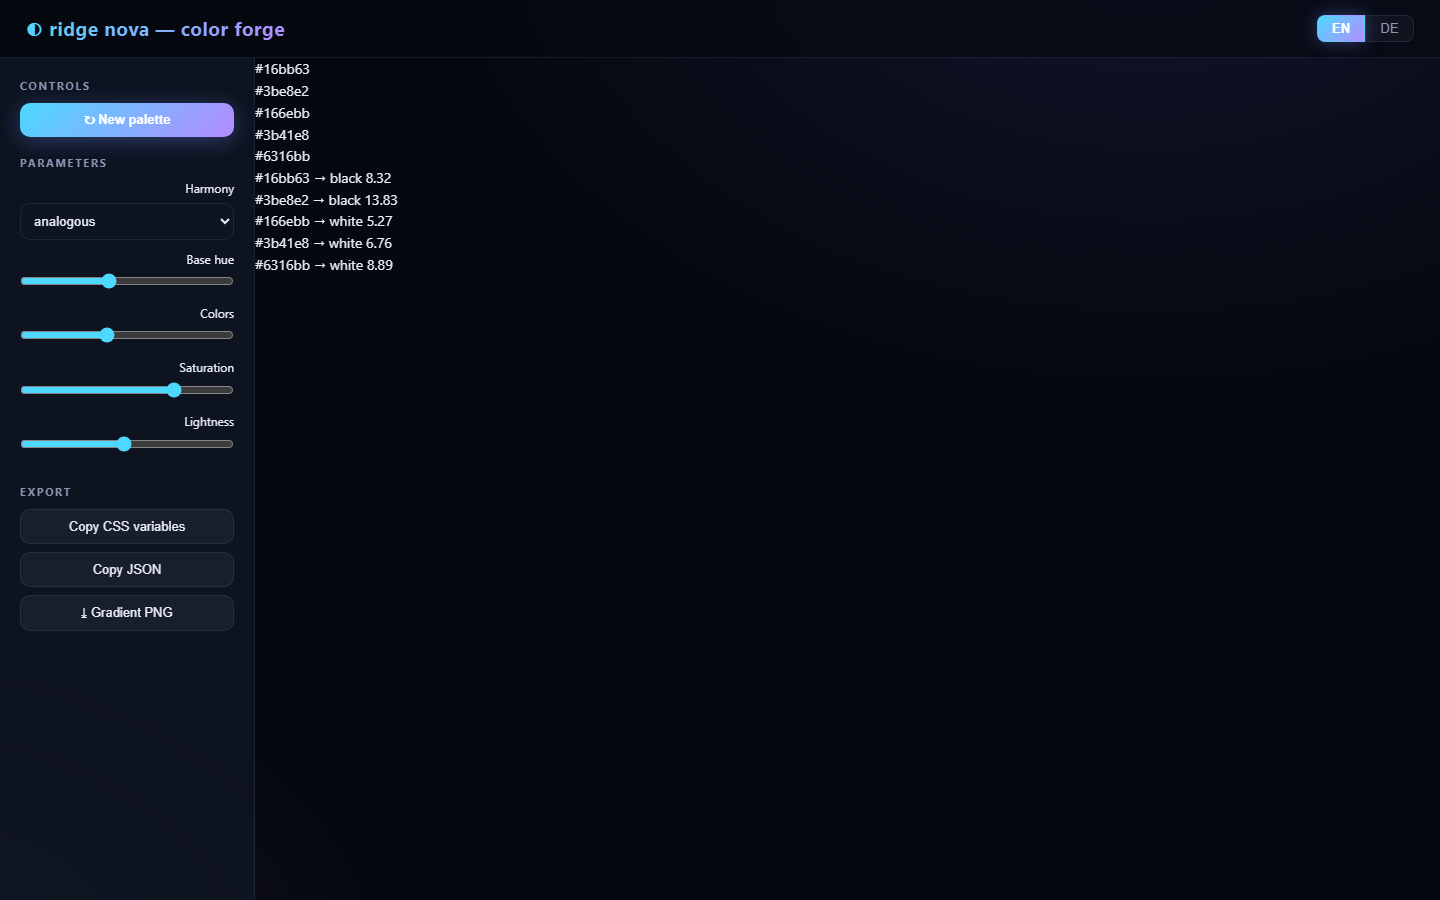 ◐ ridge nova — color forge
EN DE
CONTROLS
↻ New palette
PARAMETERS
Harmony
analogous
Base hue
Colors
Saturation
Lightness
EXPORT
Copy CSS variables
Copy JSON
⤓ Gradient PNG
#16bb63
#3be8e2
#166ebb
#3b41e8
#6316bb
#16bb63 → black 8.32
#3be8e2 → black 13.83
#166ebb → white 5.27
#3b41e8 → white 6.76
#6316bb → white 8.89